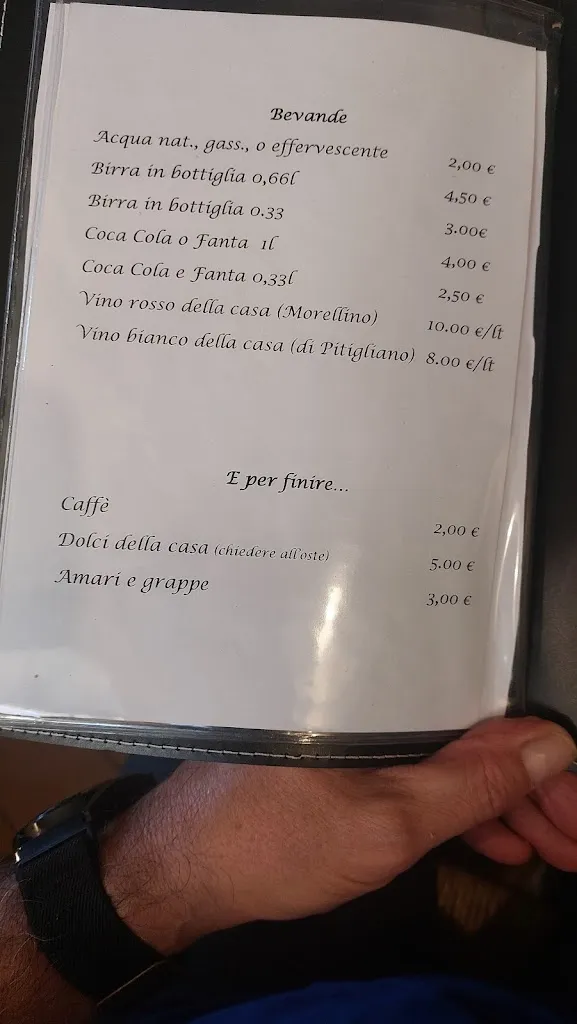 Bevande
Acqua nat., gass., o effervescente 2,00 €
Birra in bottiglia 0,66l 4,50 €
Birra in bottiglia 0.33 3.00€
Coca Cola o Fanta 1l 4,00 €
Coca Cola e Fanta 0,33l 2,50 €
Vino rosso della casa (Morellino) 10.00 €/lt
Vino bianco della casa (di Pitigliano) 8.00 €/lt
E per finire...
Caffè 2,00 €
Dolci della casa (chiedere all'oste) 5.00 €
Amari e grappe 3,00 €